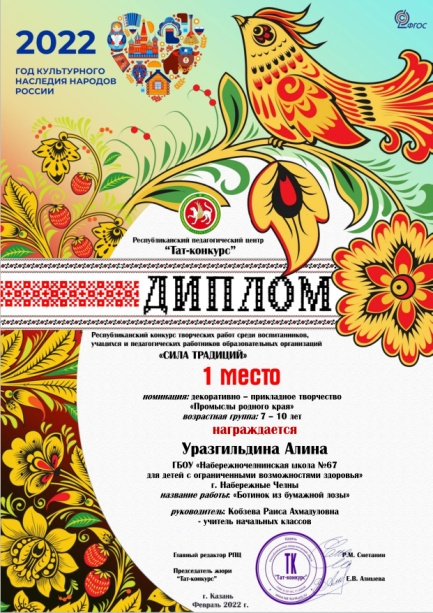 2022
ГОД КУЛЬТУРНОГО
НАСЛЕДИЯ НАРОДОВ
РОССИИ
ФГОС
Республиканский педагогический центр
"Тат-конкурс"
ДИПЛОМ
Республиканский конкурс творческих работ среди воспитанников,
учащихся и педагогических работников образовательных организаций
«СИЛА ТРАДИЦИЙ»
1 место
номинация: декоративно – прикладное творчество
«Промыслы родного края»
возрастная группа: 7 – 10 лет
награждается
Уразгильдина Алина
ГБОУ «Набережночелнинская школа №67
для детей с ограниченными возможностями здоровья»
г. Набережные Челны
название работы: «Ботинок из бумажной лозы»
руководитель: Кобзева Раиса Ахмадуловна
- учитель начальных классов
Главный редактор РПЦ
Р.М. Сметанин
ТК
"Тат-конкурс"
Председатель жюри
"Тат-конкурс"
г. Казань
Февраль 2022 г.